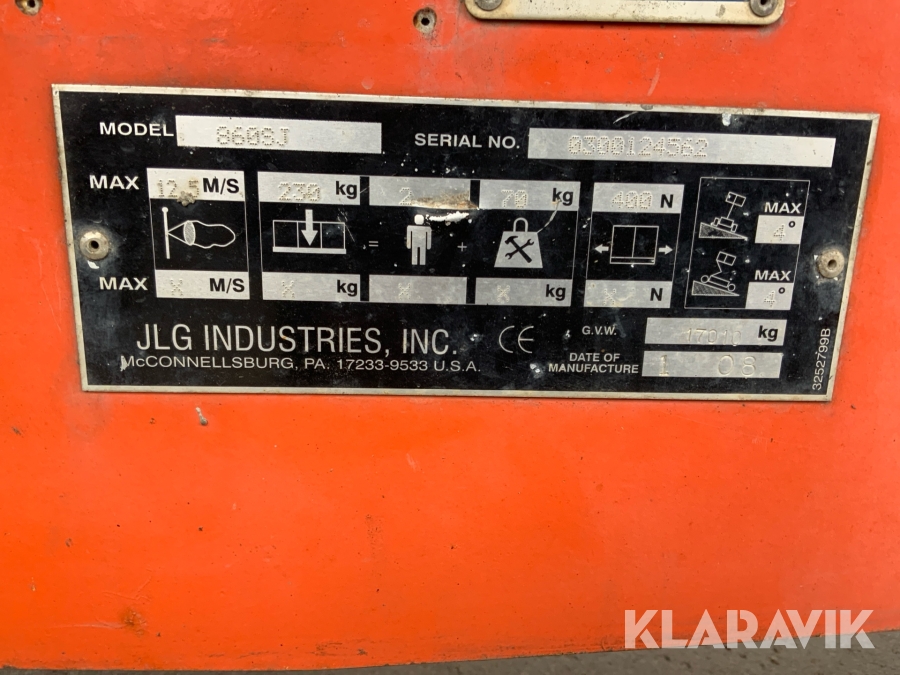 MODEL 860SJ SERIAL NO. 0300124562
MAX 12,5 M/S 230 kg 2 70 kg 400 N MAX 4°
= +
MAX X M/S X kg X X kg X N MAX 4°
JLG INDUSTRIES, INC. CE G.V.W. 17010 kg
McCONNELLSBURG, PA. 17233-9533 U.S.A. DATE OF MANUFACTURE 1 08
3252799B
KLARAVIK